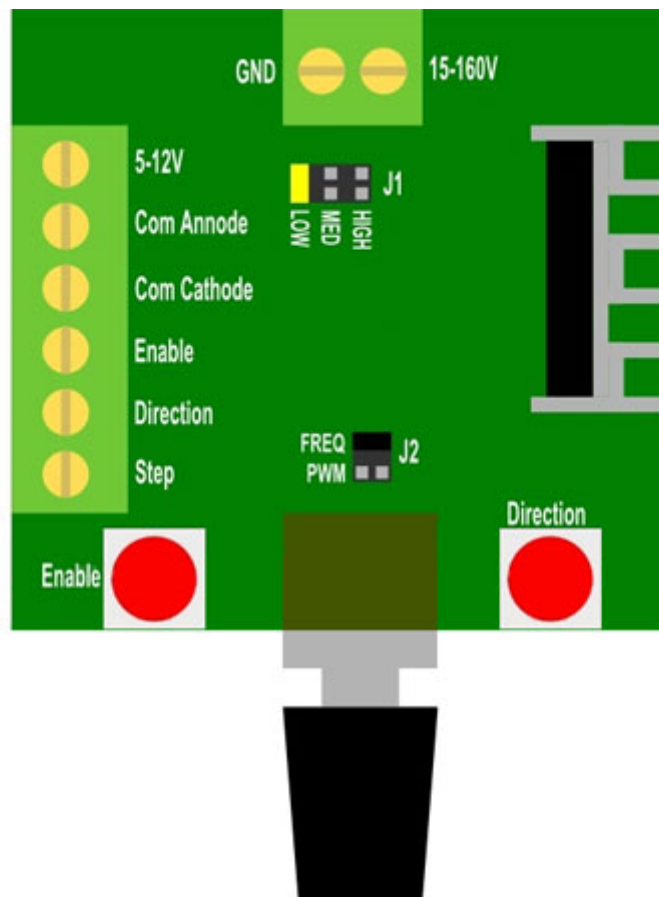 GND
15-160V
5-12V
J1
LOW
MED
HIGH
Com Annode
Com Cathode
Enable
Direction
Step
FREQ
J2
PWM
Direction
Enable